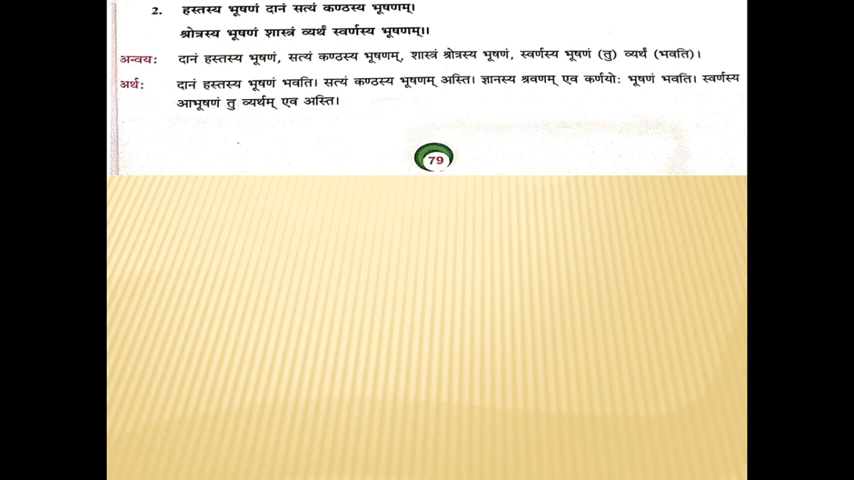 2. हस्तस्य भूषणं दानं सत्यं कण्ठस्य भूषणम्।
श्रोत्रस्य भूषणं शास्त्रं व्यर्थं स्वर्णस्य भूषणम्।।
अन्वय: दानं हस्तस्य भूषणं, सत्यं कण्ठस्य भूषणम्, शास्त्रं श्रोत्रस्य भूषणं, स्वर्णस्य भूषणं (तु) व्यर्थं (भवति)।
अर्थ: दानं हस्तस्य भूषणं भवति। सत्यं कण्ठस्य भूषणम् अस्ति। ज्ञानस्य श्रवणम् एव कर्णयो: भूषणं भवति। स्वर्णस्य
आभूषणं तु व्यर्थम् एव अस्ति।
79